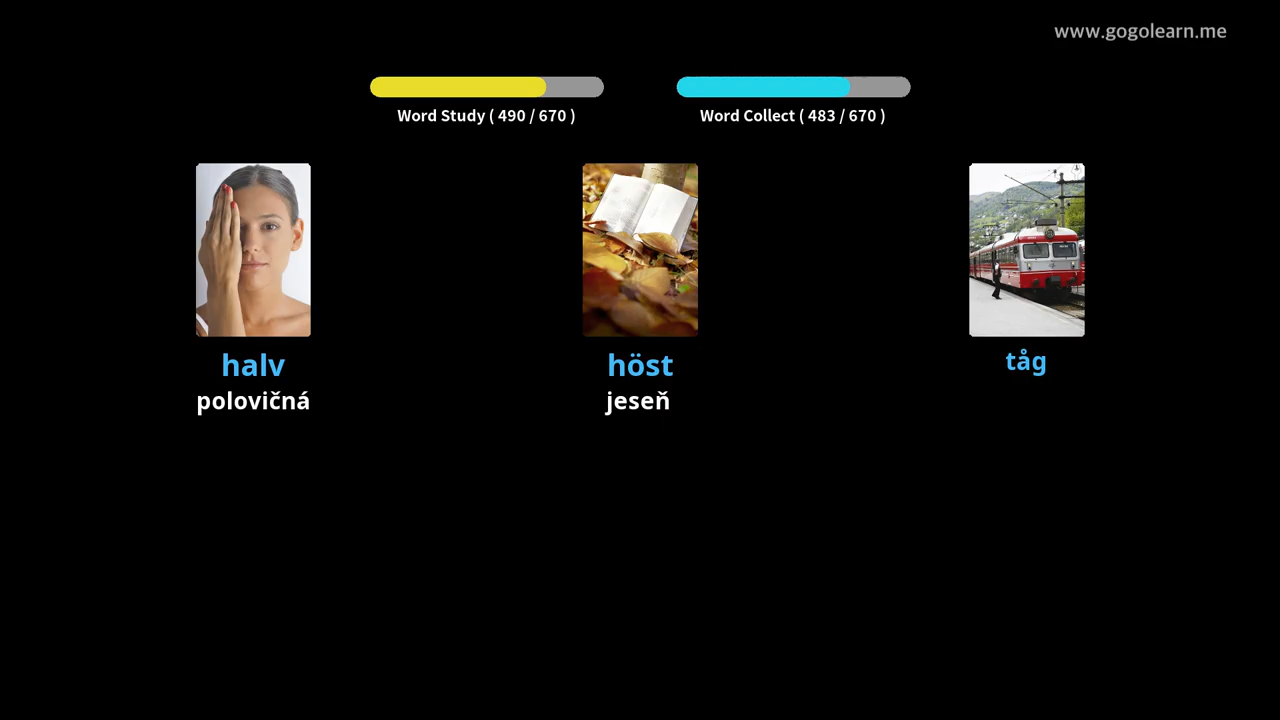 www.gogolearn.me
Word Study ( 490 / 670 )
Word Collect ( 483 / 670 )
halv
polovičná
höst
jeseň
tåg